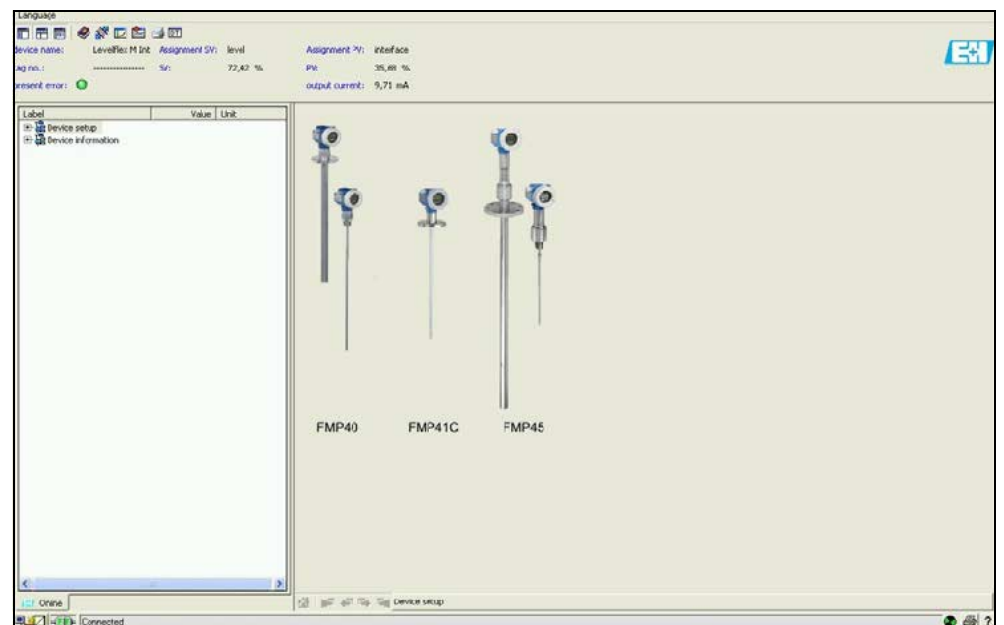 Language
device name: Levelflex M Int Assignment SV: level Assignment PV: interface
tag no.: --------------- SV: 72,42 % PV: 35,68 %
present error: output current: 9,71 mA
E+H
Label Value Unit
Device setup
Device information
FMP40 FMP41C FMP45
Online
Device setup
Connected